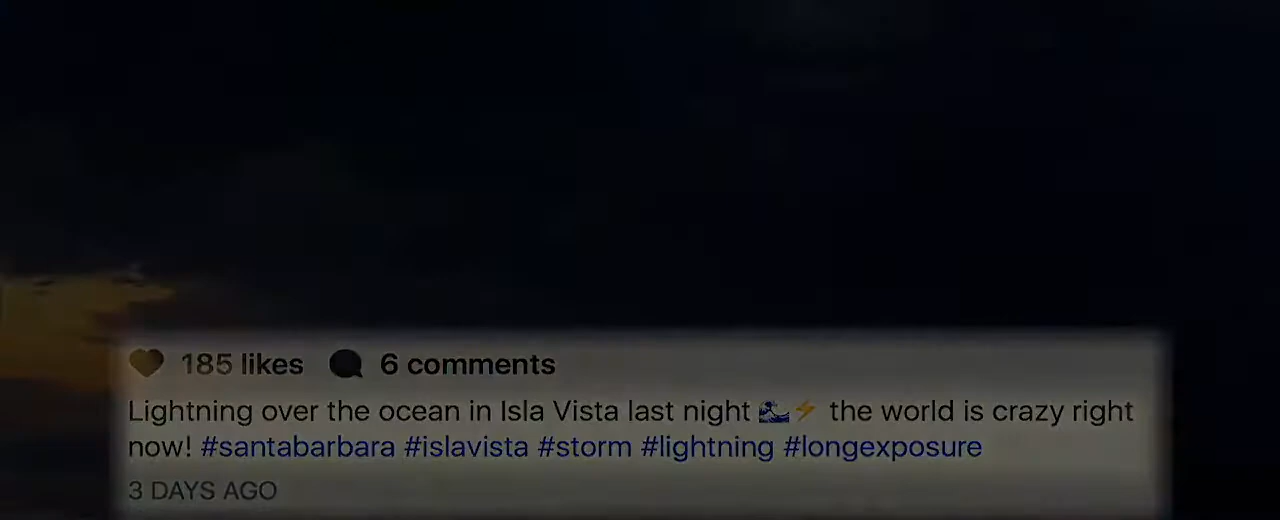 185 likes 6 comments
Lightning over the ocean in Isla Vista last night 🌊⚡ the world is crazy right
now! #santabarbara #islavista #storm #lightning #longexposure
3 DAYS AGO